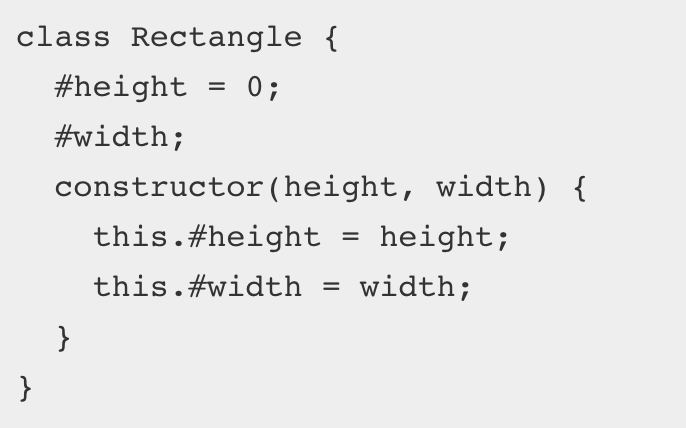 class Rectangle {
  #height = 0;
  #width;
  constructor(height, width) {
    this.#height = height;
    this.#width = width;
  }
}